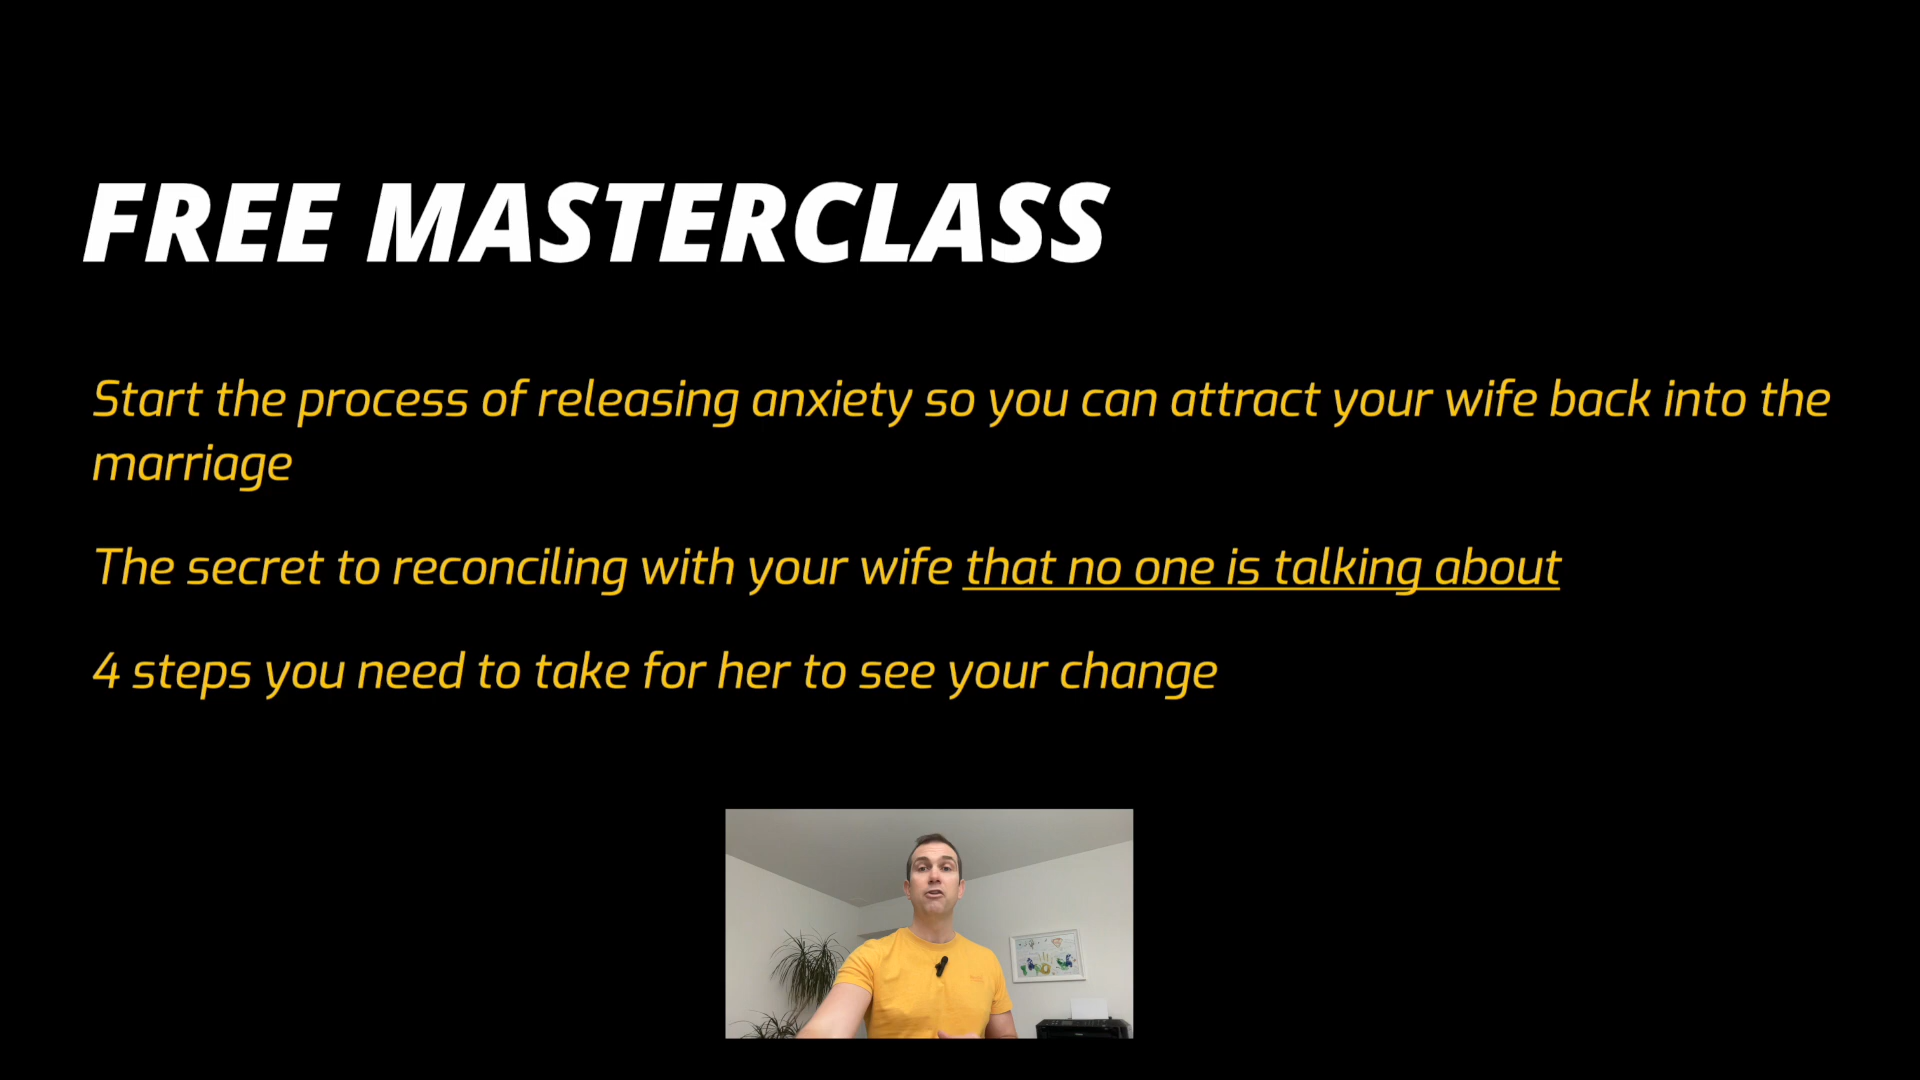 FREE MASTERCLASS
Start the process of releasing anxiety so you can attract your wife back into the
marriage
The secret to reconciling with your wife that no one is talking about
4 steps you need to take for her to see your change